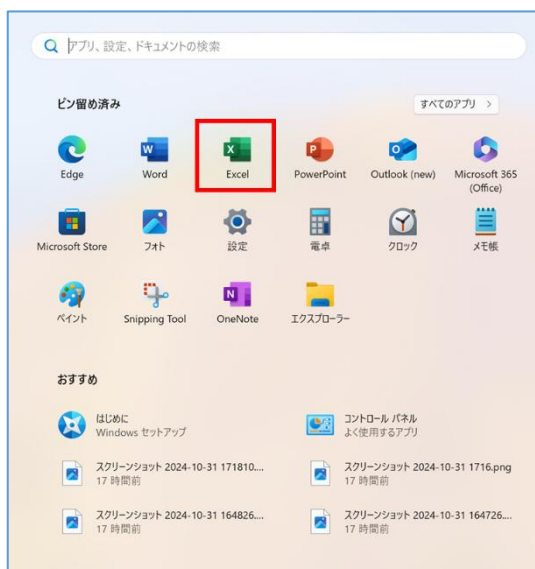 アプリ、設定、ドキュメントの検索
ピン留め済み
すべてのアプリ >
Edge
Word
Excel
PowerPoint
Outlook (new)
Microsoft 365
(Office)
Microsoft Store
フォト
設定
電卓
クロック
メモ帳
ペイント
Snipping Tool
OneNote
エクスプローラー
おすすめ
はじめに
Windows セットアップ
コントロール パネル
よく使用するアプリ
スクリーンショット 2024-10-31 171810....
17 時間前
スクリーンショット 2024-10-31 1716.png
17 時間前
スクリーンショット 2024-10-31 164826....
17 時間前
スクリーンショット 2024-10-31 164726....
17 時間前